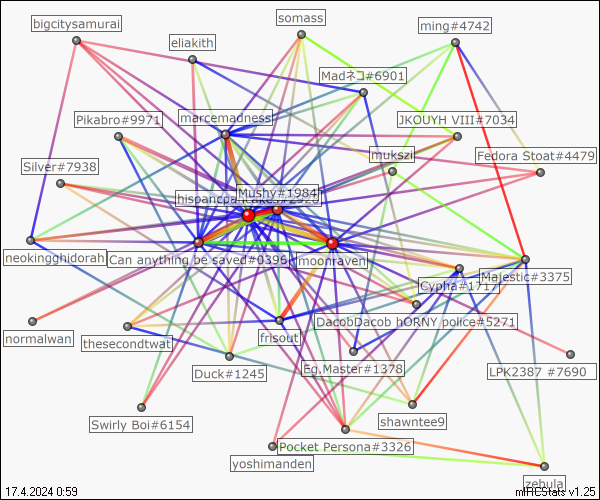 somass
bigcitysamurai
ming#4742
eliakith
Madネコ#6901
Pikabro#9971
marcemadness
JKOUYH VIII#7034
mukszi
Fedora Stoat#4479
Silver#7938
Mushy#1984
neokingghidorah
Can anything be saved#0396
moonraven
Cypha#1717
Majestic#3375
DacobDacob hORNY police#5271
normalwan
thesecondtwat
frisout
Duck#1245
Eg.Master#1378
LPK2387 #7690
Swirly Boi#6154
shawntee9
Pocket Persona#3326
yoshimanden
zebula
17.4.2024 0:59
mIRCStats v1.25